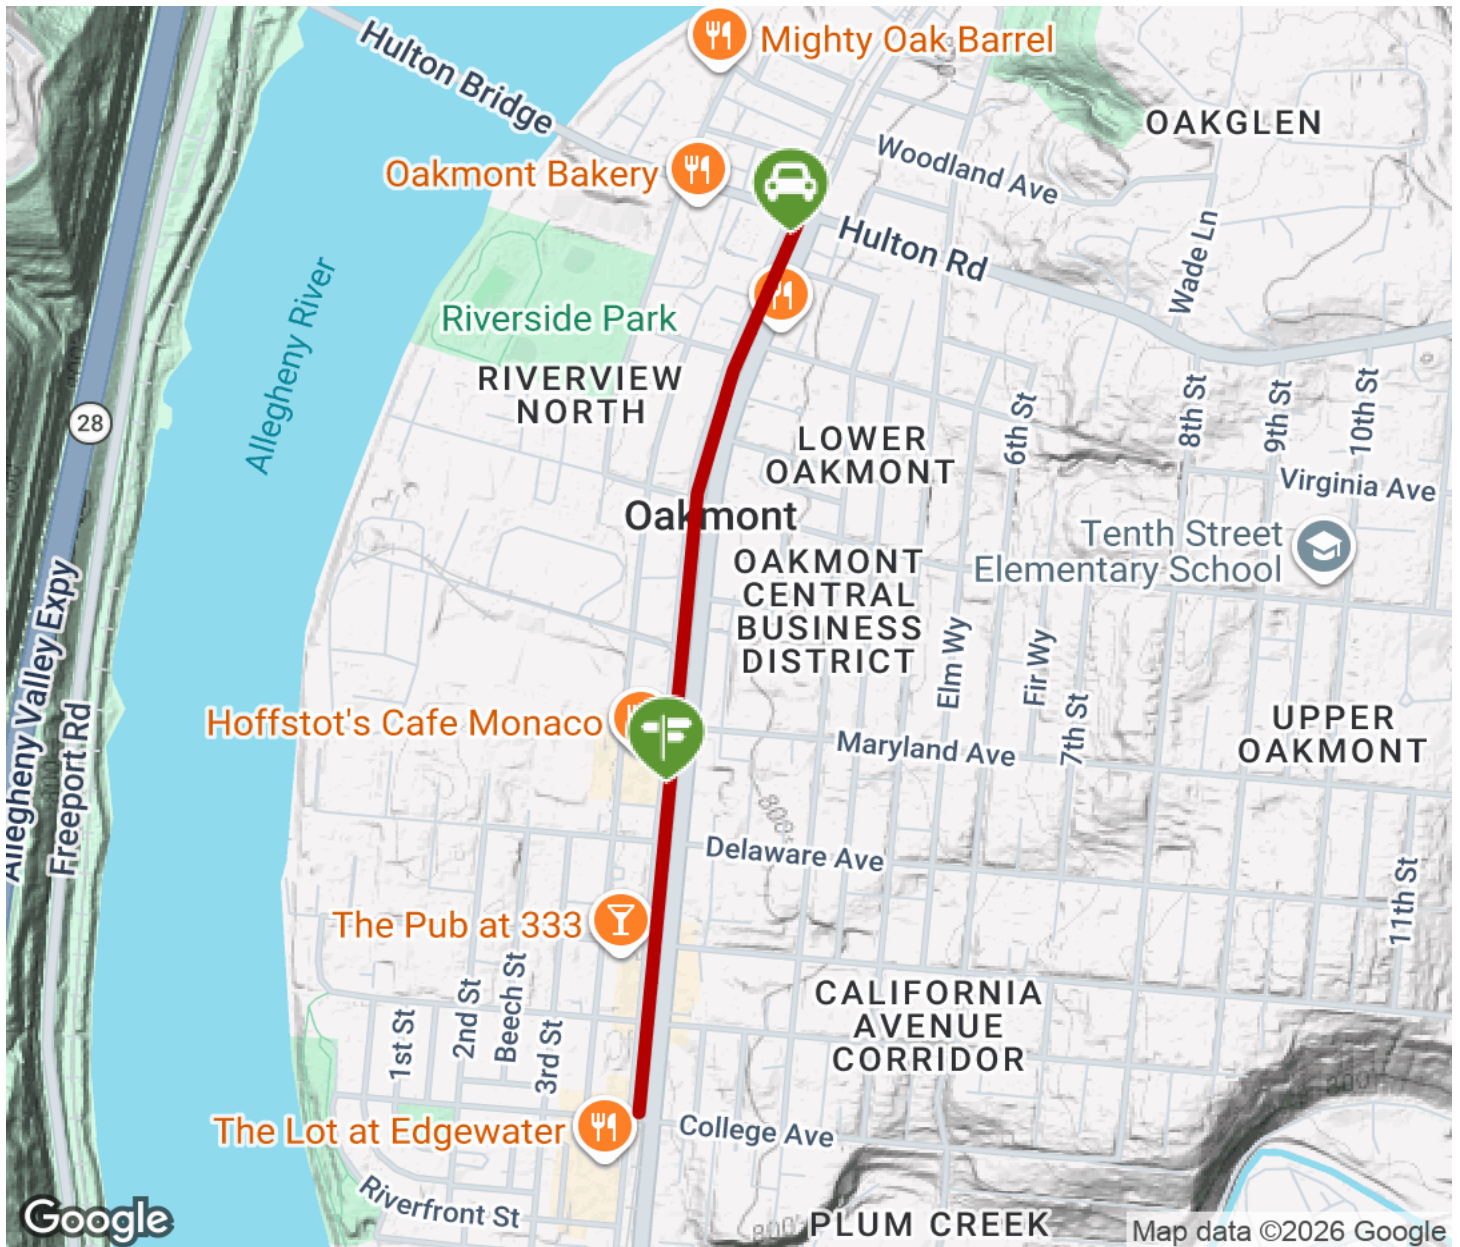 Mighty Oak Barrel
Hulton Bridge
OAKGLEN
Woodland Ave
Oakmont Bakery
Hulton Rd
Wade Ln
Allegheny River
Riverside Park
RIVERVIEW
NORTH
28
6th St
8th St
9th St
10th St
LOWER
OAKMONT
Virginia Ave
Oakmont
Tenth Street
Elementary School
OAKMONT
CENTRAL
BUSINESS
DISTRICT
Elm Wy
Fir Wy
7th St
Allegheny Valley Expy
Freeport Rd
Hoffstot's Cafe Monaco
Maryland Ave
UPPER
OAKMONT
800
Delaware Ave
11th St
The Pub at 333
2nd St
Beech St
3rd St
1st St
CALIFORNIA
AVENUE
CORRIDOR
The Lot at Edgewater
College Ave
Riverfront St
PLUM CREEK
Google
Map data ©2026 Google